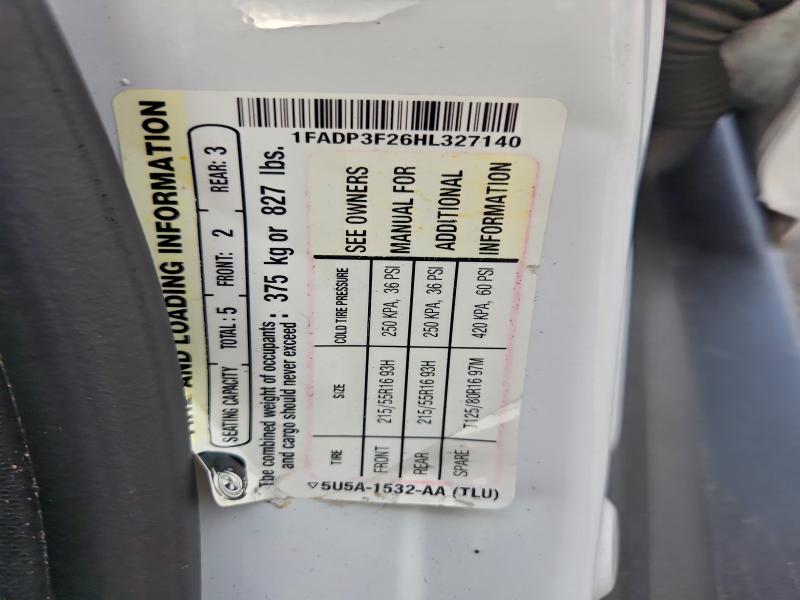 1FADP3F26HL327140
AND LOADING INFORMATION
SEATING CAPACITY TOTAL: 5 FRONT: 2 REAR: 3
The combined weight of occupants and cargo should never exceed: 375 kg or 827 lbs.
TIRE SIZE COLD TIRE PRESSURE SEE OWNERS
FRONT 215/55R16 93H 250 KPA, 36 PSI MANUAL FOR
REAR 215/55R16 93H 250 KPA, 36 PSI ADDITIONAL
SPARE T125/80R16 97M 420 KPA, 60 PSI INFORMATION
5U5A-1532-AA (TLU)